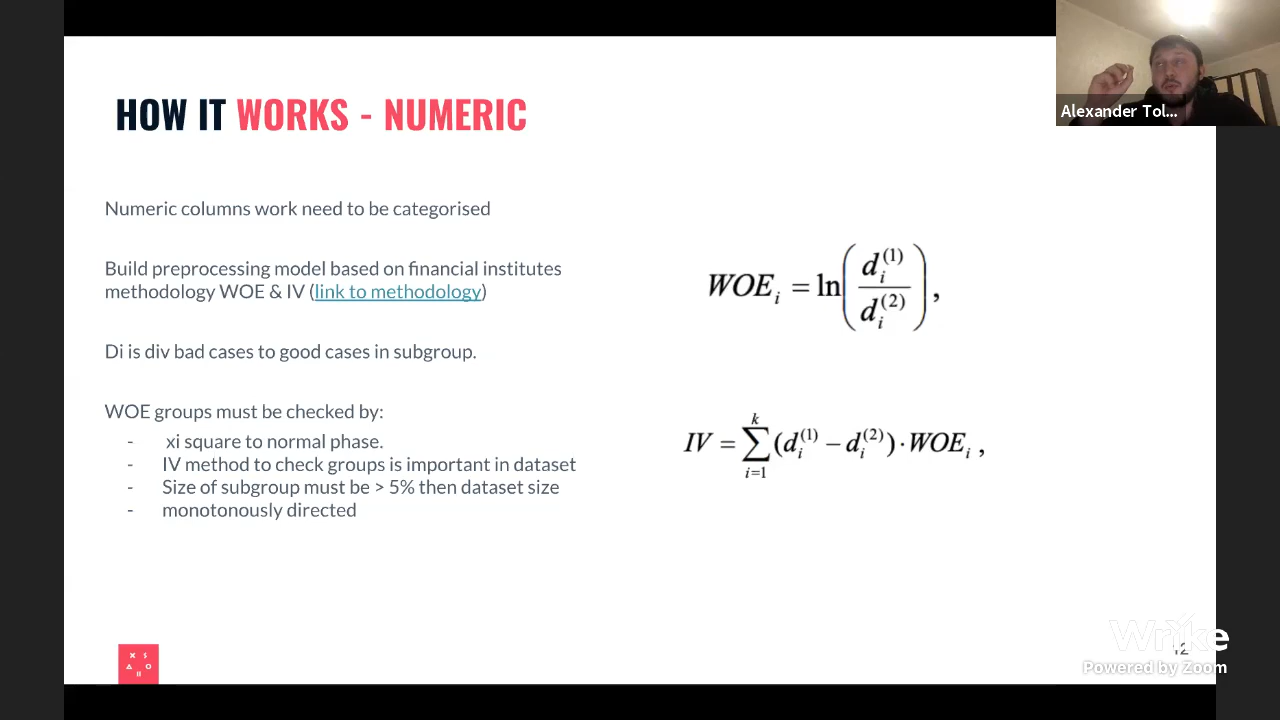 HOW IT WORKS - NUMERIC
Alexander Tol...
Numeric columns work need to be categorised
Build preprocessing model based on financial institutes
methodology WOE & IV (link to methodology)
Di is div bad cases to good cases in subgroup.
WOE groups must be checked by:
- xi square to normal phase.
- IV method to check groups is important in dataset
- Size of subgroup must be > 5% then dataset size
- monotonously directed
WOE_i = ln(d_i^(1) / d_i^(2)),
IV = ∑_{i=1}^{k} (d_i^(1) − d_i^(2)) · WOE_i ,
X S
Δ O
II
12
Wrike
Powered by Zoom